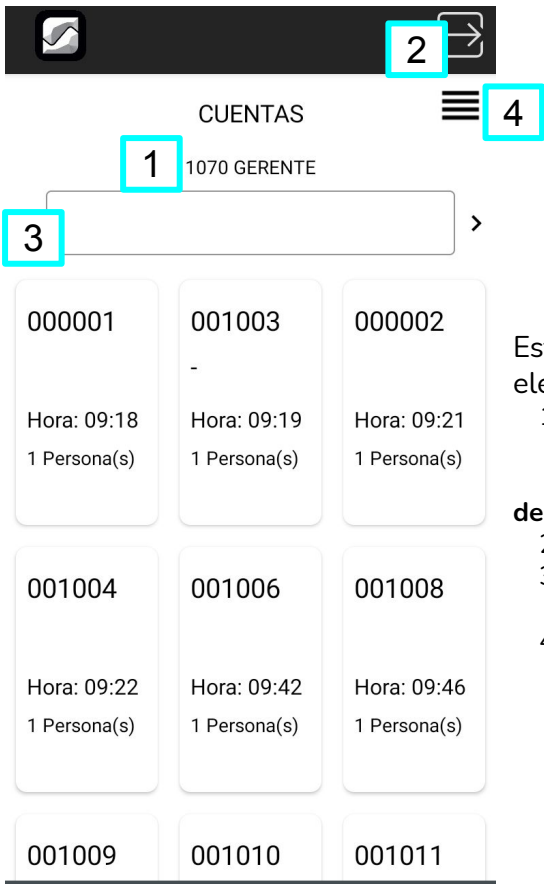 2
CUENTAS
4
1
1070 GERENTE
3
000001 001003 000002
-
Hora: 09:18 Hora: 09:19 Hora: 09:21
1 Persona(s) 1 Persona(s) 1 Persona(s)
001004 001006 001008
Hora: 09:22 Hora: 09:42 Hora: 09:46
1 Persona(s) 1 Persona(s) 1 Persona(s)
001009 001010 001011
de